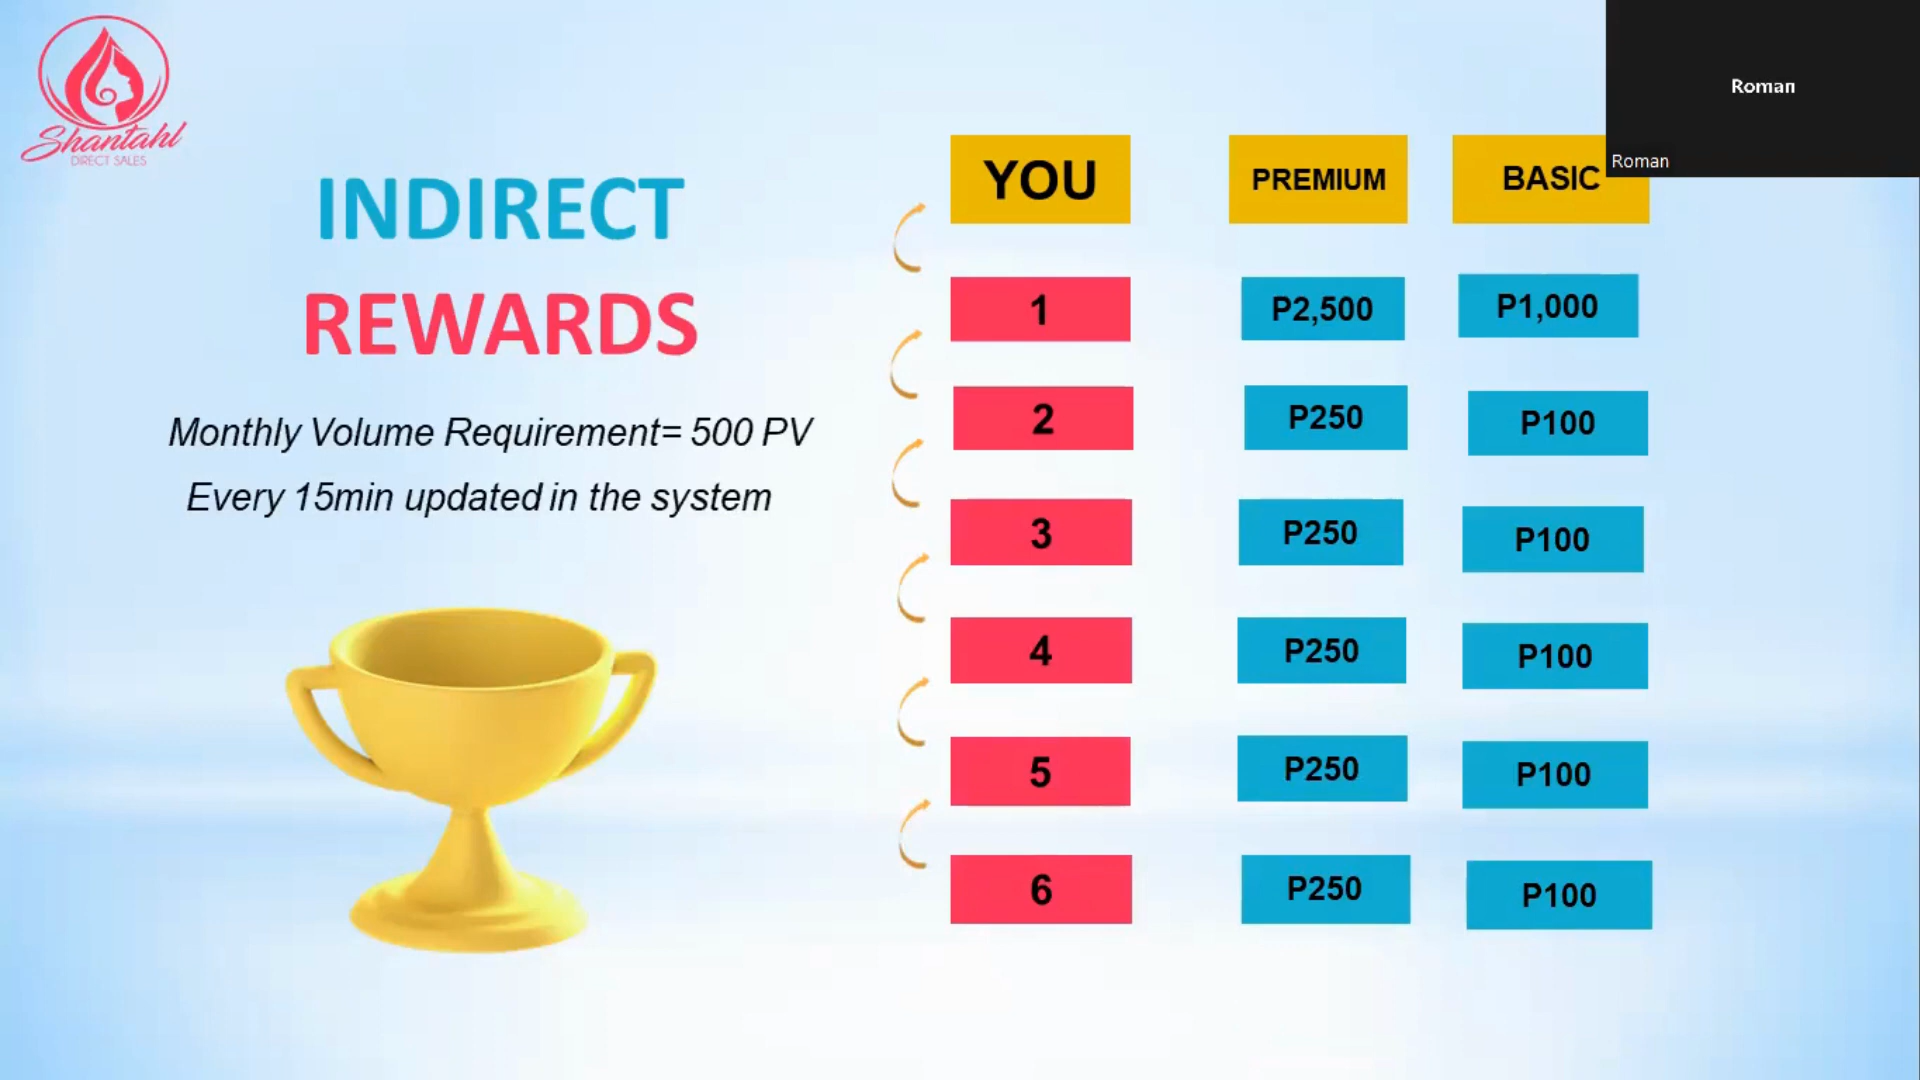 Shantahl
DIRECT SALES
INDIRECT
REWARDS
Monthly Volume Requirement= 500 PV
Every 15min updated in the system
YOU PREMIUM BASIC
1 P2,500 P1,000
2 P250 P100
3 P250 P100
4 P250 P100
5 P250 P100
6 P250 P100
Roman
Roman